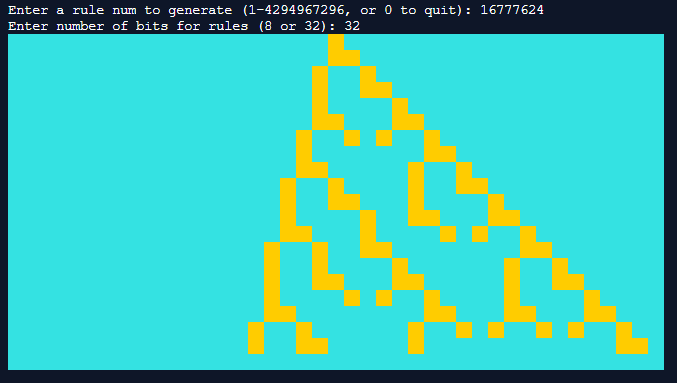 Enter a rule num to generate (1-4294967296, or 0 to quit): 16777624
Enter number of bits for rules (8 or 32): 32